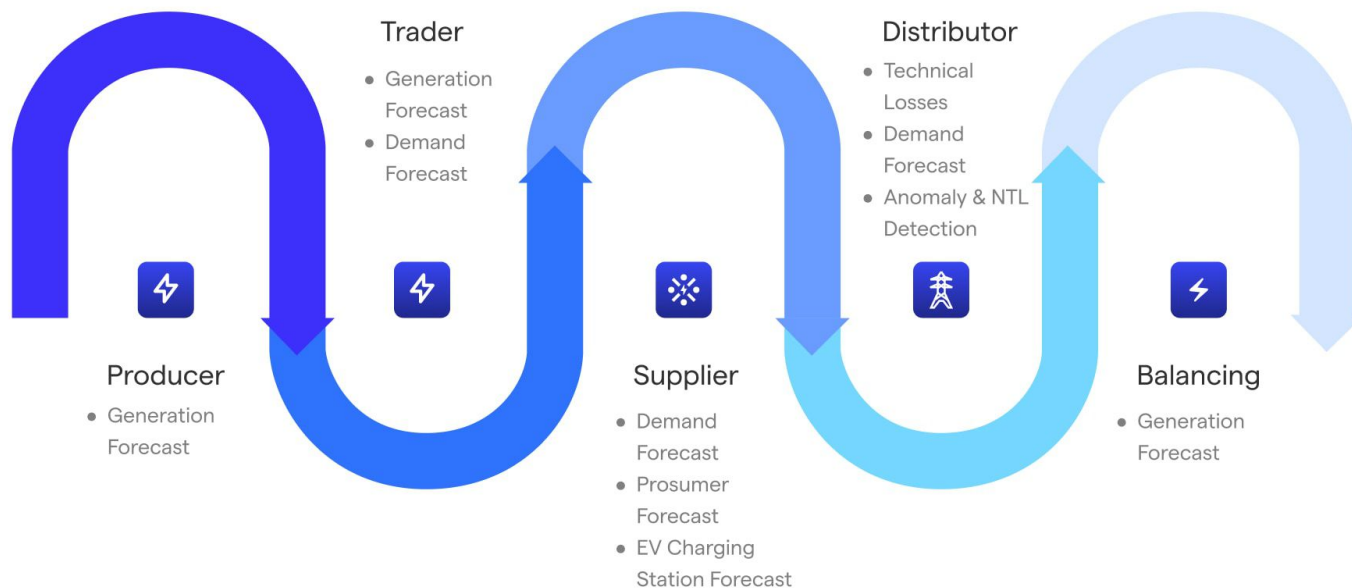 Trader
Generation
Forecast
Demand
Forecast
Distributor
Technical
Losses
Demand
Forecast
Anomaly & NTL
Detection
Producer
Generation
Forecast
Supplier
Demand
Forecast
Prosumer
Forecast
EV Charging
Station Forecast
Balancing
Generation
Forecast